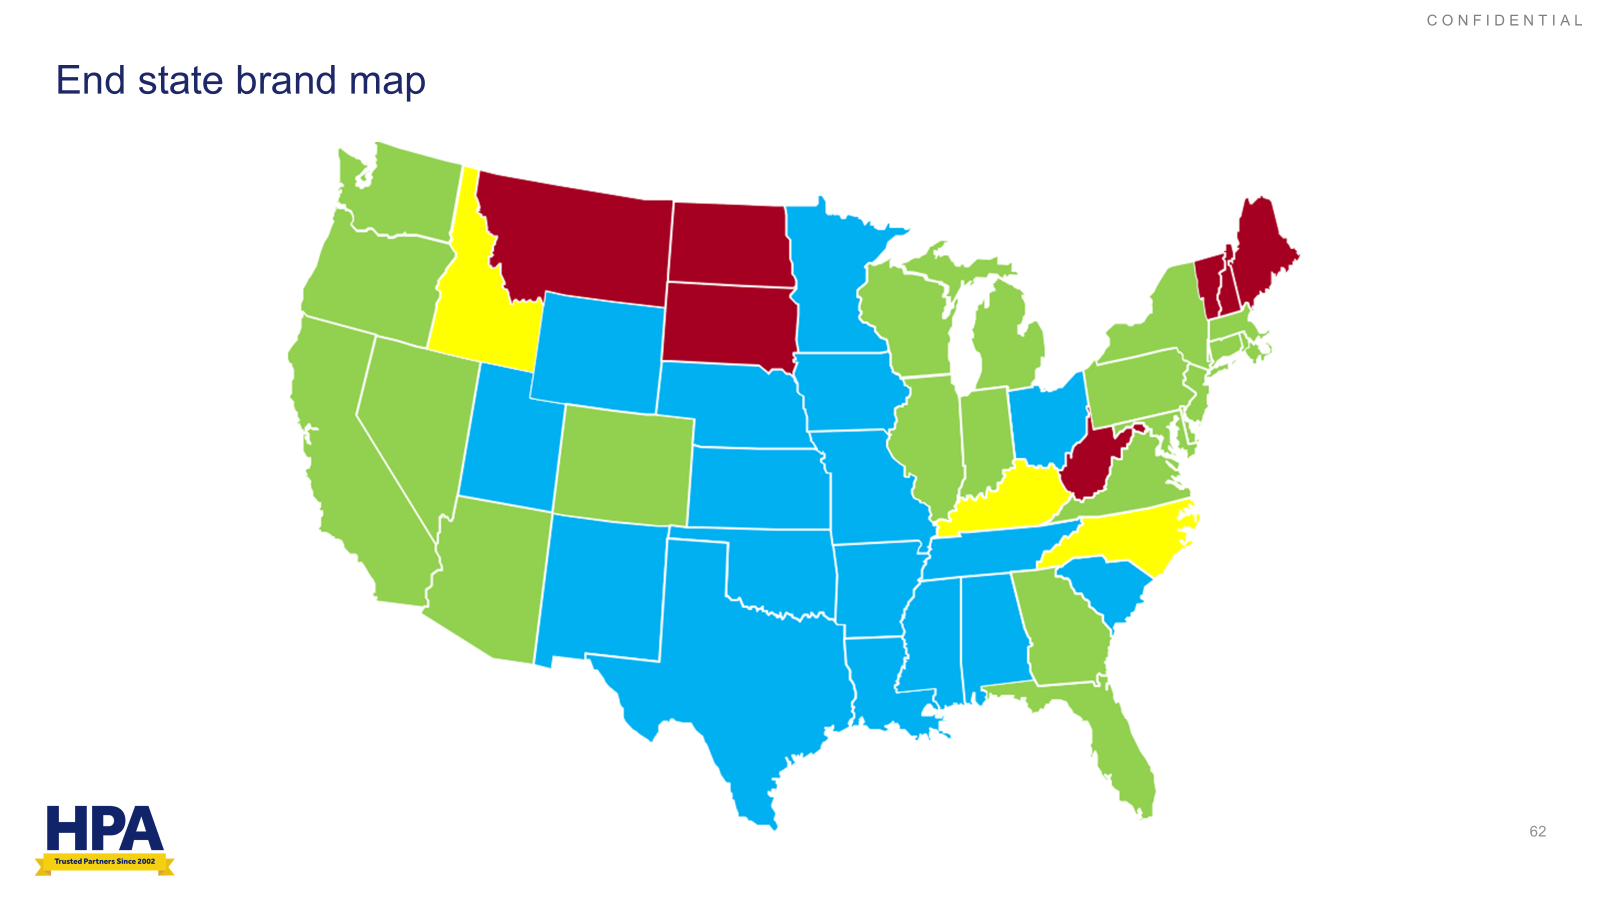 CONFIDENTIAL
End state brand map
HPA
Trusted Partners Since 2002
62